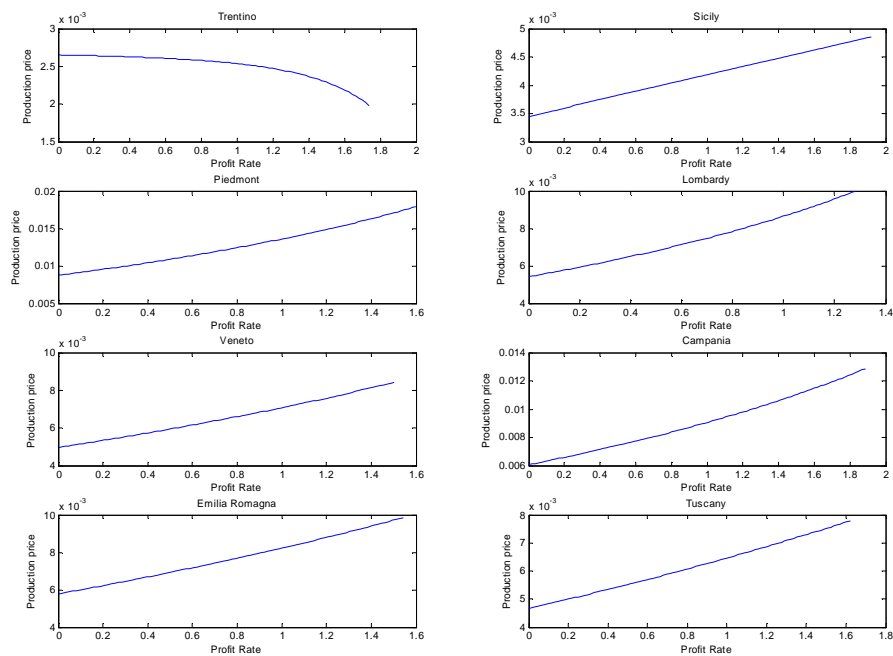 Trentino
x 10⁻³
3
2.5
2
1.5
Production price
0 0.2 0.4 0.6 0.8 1 1.2 1.4 1.6 1.8 2
Profit Rate
Sicily
x 10⁻³
5
4.5
4
3.5
3
Production price
0 0.2 0.4 0.6 0.8 1 1.2 1.4 1.6 1.8 2
Profit Rate
Piedmont
0.02
0.015
0.01
0.005
Production price
0 0.2 0.4 0.6 0.8 1 1.2 1.4 1.6
Profit Rate
Lombardy
x 10⁻³
10
8
6
4
Production price
0 0.2 0.4 0.6 0.8 1 1.2 1.4
Profit Rate
Veneto
x 10⁻³
10
8
6
4
Production price
0 0.2 0.4 0.6 0.8 1 1.2 1.4 1.6
Profit Rate
Campania
0.014
0.012
0.01
0.008
0.006
Production price
0 0.2 0.4 0.6 0.8 1 1.2 1.4 1.6 1.8 2
Profit Rate
Emilia Romagna
x 10⁻³
10
8
6
4
Production price
0 0.2 0.4 0.6 0.8 1 1.2 1.4 1.6
Profit Rate
Tuscany
x 10⁻³
8
7
6
5
4
Production price
0 0.2 0.4 0.6 0.8 1 1.2 1.4 1.6 1.8
Profit Rate